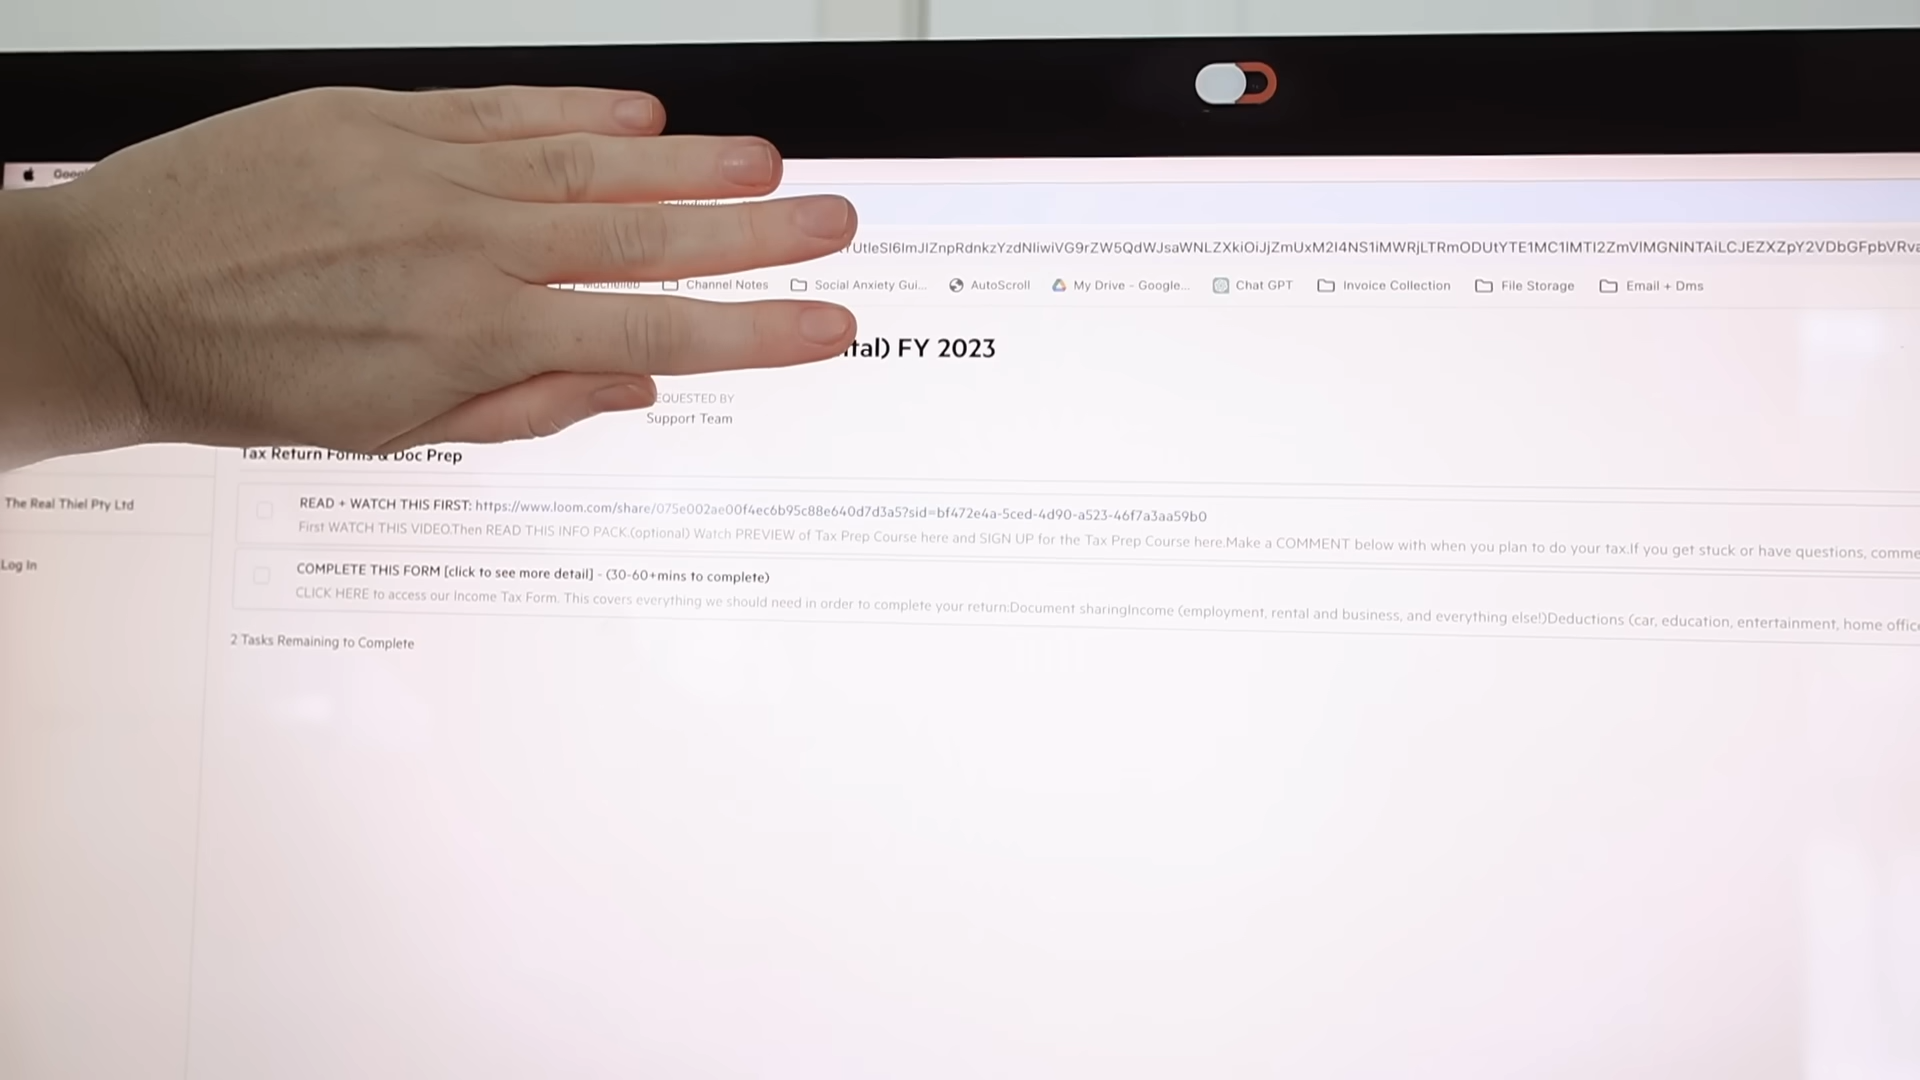 UtleSI6ImJIZnpRdnkzYzdNIiwiVG9rZW5QdWJsaWNLZXkiOiJjZmUxM2I4NS1iMWRjLTRmODUtYTE1MC1lMTI2ZmVlMGNINTAiLCJEZXZpY2VDbGFpbVRva
Channel Notes Social Anxiety Gui... AutoScroll My Drive - Google... Chat GPT Invoice Collection File Storage Email + Dms
FY 2023
Support Team
Tax Return Forms & Doc Prep
The Real Thiel Pty Ltd
READ + WATCH THIS FIRST: https://www.loom.com/share/075e002ae00f4ec6b95c88e640d7d3a5?sid=bf472e4a-5ced-4d90-a523-46f7a3aa59b0
First WATCH THIS VIDEO.Then READ THIS INFO PACK.(optional) Watch PREVIEW of Tax Prep Course here and SIGN UP for the Tax Prep Course here.Make a COMMENT below with when you plan to do your tax.If you get stuck or have questions, comme
Log In
COMPLETE THIS FORM [click to see more detail] - (30-60+mins to complete)
CLICK HERE to access our Income Tax Form. This covers everything we should need in order to complete your return:Document sharingIncome (employment, rental and business, and everything else!)Deductions (car, education, entertainment, home offic
2 Tasks Remaining to Complete